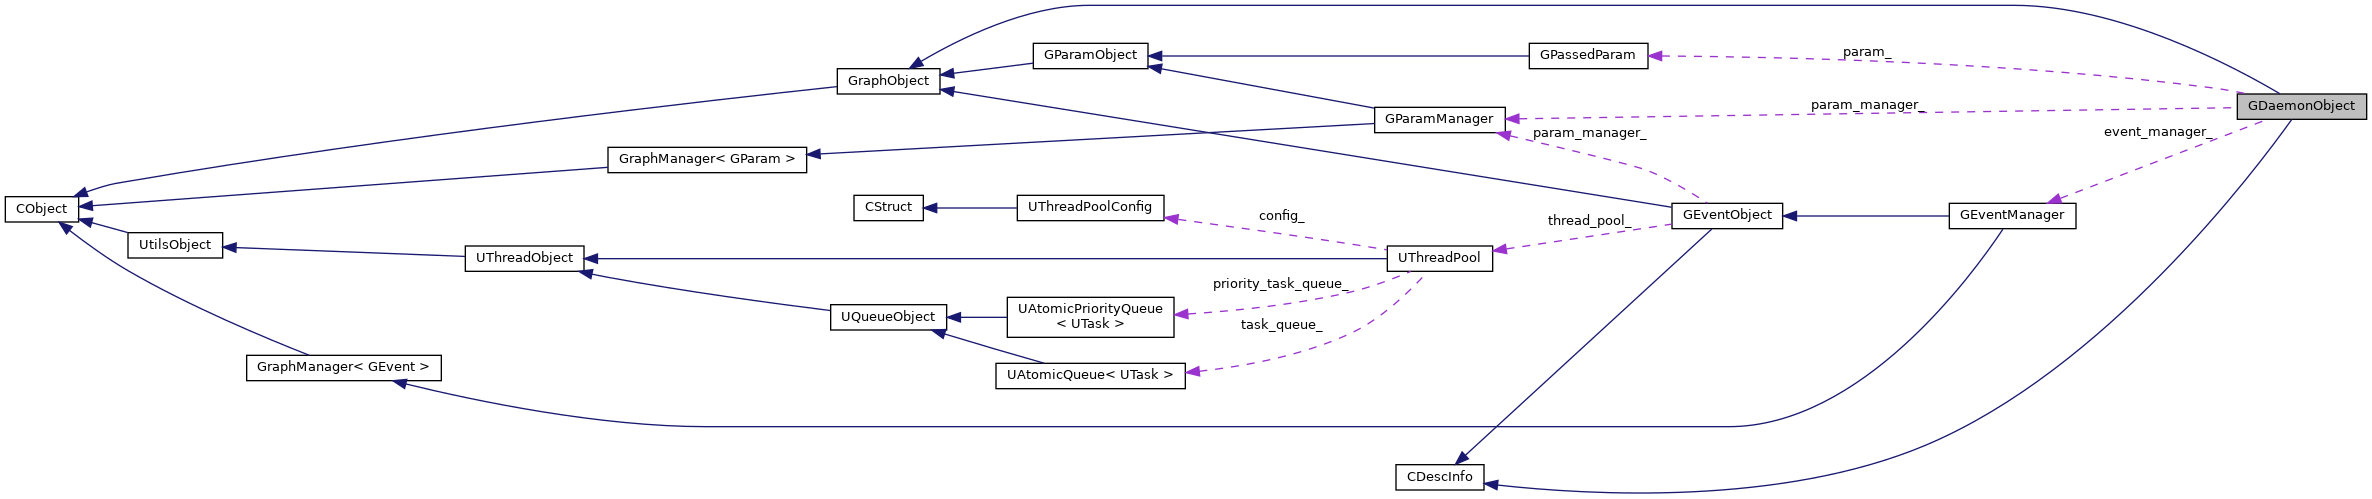 GParamObject
GPassedParam
param_
GraphObject
GDaemonObject
param_manager_
GParamManager
event_manager_
param_manager_
GraphManager< GParam >
CObject
CStruct
UThreadPoolConfig
config_
thread_pool_
GEventObject
GEventManager
UtilsObject
UThreadObject
UThreadPool
priority_task_queue_
UQueueObject
UAtomicPriorityQueue
< UTask >
task_queue_
GraphManager< GEvent >
UAtomicQueue< UTask >
CDescInfo